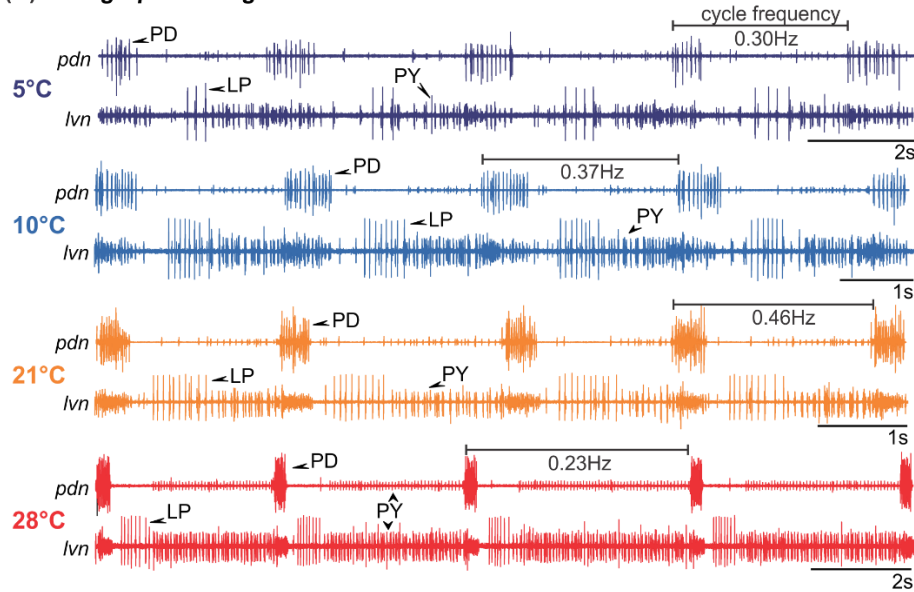 cycle frequency
PD
0.30Hz
pdn
5°C
LP
PY
lvn
2s
PD
0.37Hz
pdn
10°C
LP
PY
lvn
1s
PD
0.46Hz
pdn
21°C
LP
PY
lvn
1s
PD
0.23Hz
pdn
28°C
LP
PY
lvn
2s